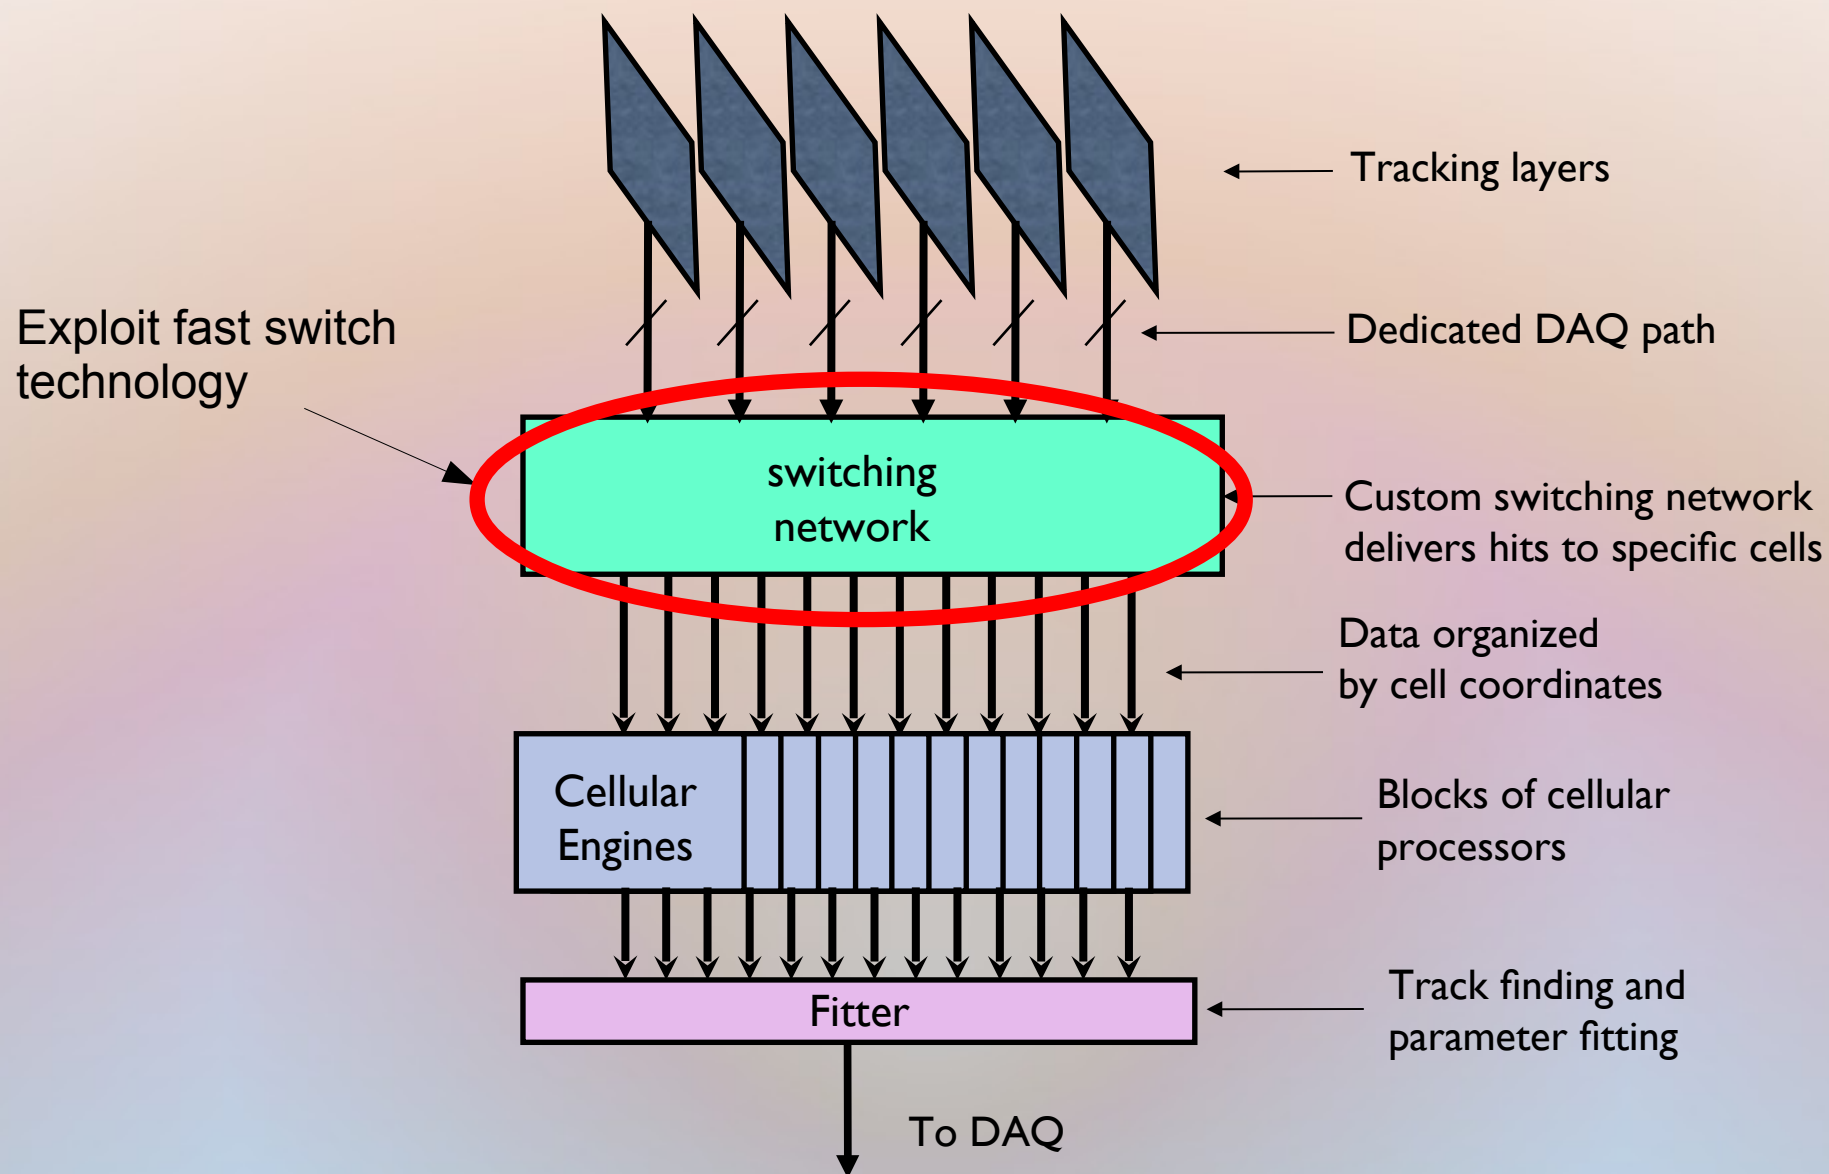 Tracking layers
Exploit fast switch
technology
Dedicated DAQ path
switching
network
Custom switching network
delivers hits to specific cells
Data organized
by cell coordinates
Cellular
Engines
Blocks of cellular
processors
Fitter
Track finding and
parameter fitting
To DAQ